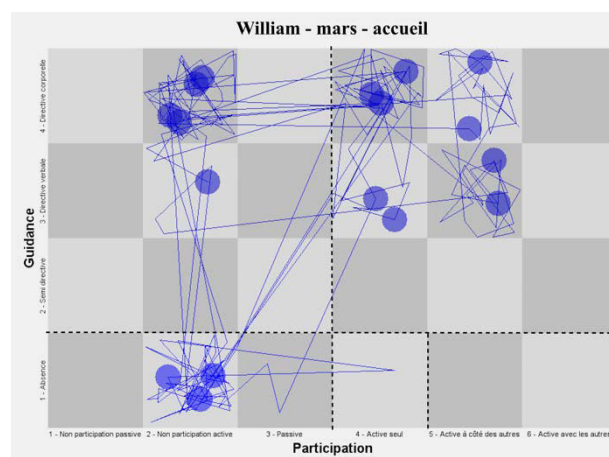 William - mars - accueil
4 - Directive corporelle
3 - Directive verbale
2 - Semi directive
1 - Absence
Guidance
1 - Non participation passive
2 - Non participation active
3 - Passive
4 - Active seul
5 - Active à côté des autres
6 - Active avec les autres
Participation